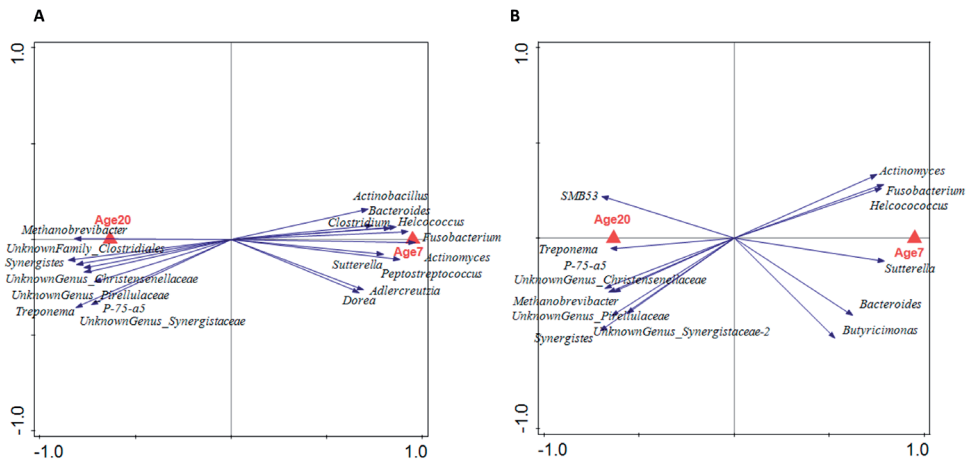 A
B
1.0
1.0
Actinobacillus
Bacteroides
Clostridium
Helcococcus
Age20
Methanobrevibacter
Fusobacterium
UnknownFamily_Clostridiales
Age7
Synergistes
Sutterella
Actinomyces
Peptostreptococcus
UnknownGenus_Christensenellaceae
Adlercreutzia
UnknownGenus_Pirellulaceae
Dorea
Treponema
P-75-a5
UnknownGenus_Synergistaceae
-1.0
-1.0
1.0
Actinomyces
SMB53
Fusobacterium
Helcocococcus
Age20
Treponema
Age7
P-75-a5
Sutterella
UnknownGenus_Christensenellaceae
Methanobrevibacter
Bacteroides
UnknownGenus_Pirellulaceae
UnknownGenus_Synergistaceae-2
Butyricimonas
Synergistes
-1.0
-1.0
1.0